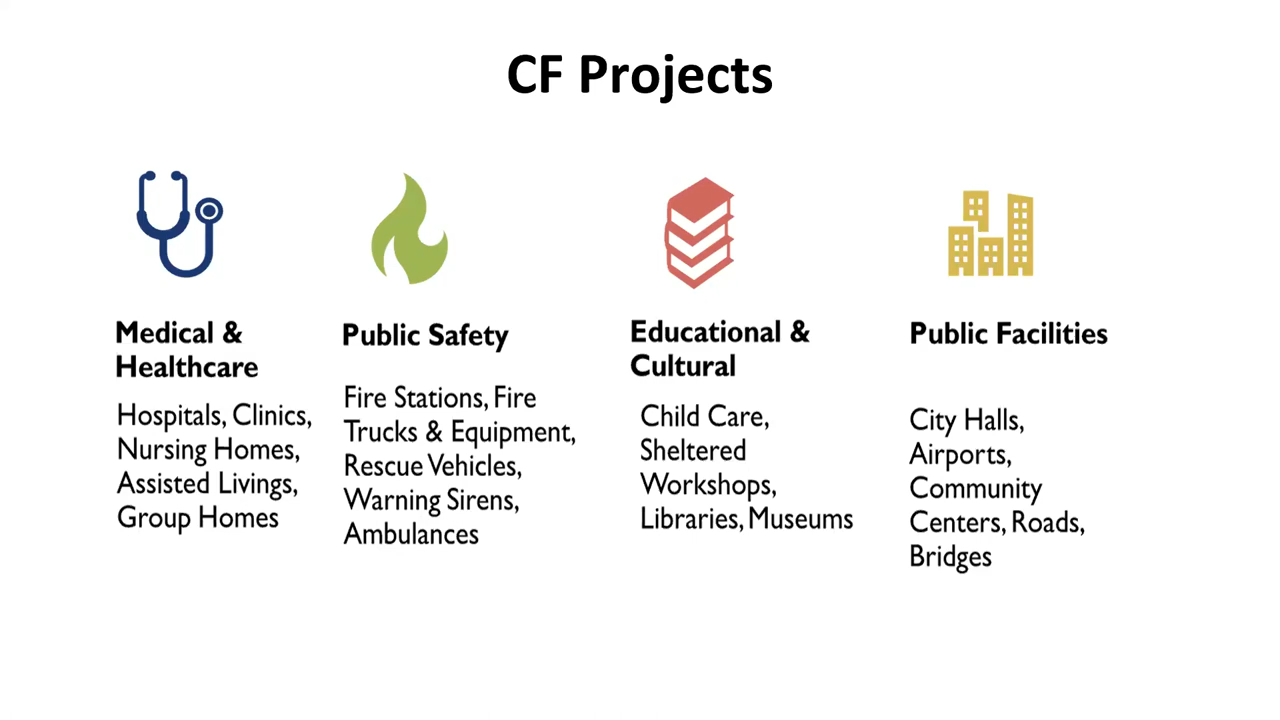 CF Projects
Medical &
Healthcare
Hospitals, Clinics,
Nursing Homes,
Assisted Livings,
Group Homes
Public Safety
Fire Stations, Fire
Trucks & Equipment,
Rescue Vehicles,
Warning Sirens,
Ambulances
Educational &
Cultural
Child Care,
Sheltered
Workshops,
Libraries, Museums
Public Facilities
City Halls,
Airports,
Community
Centers, Roads,
Bridges